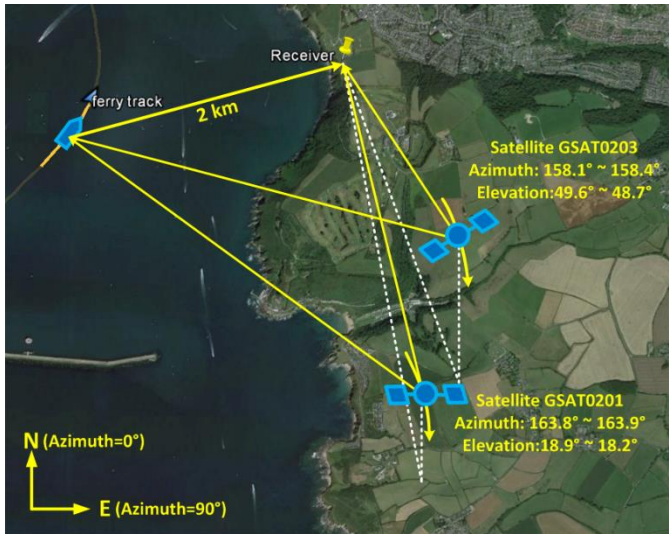 Receiver
ferry track
2 km
Satellite GSAT0203
Azimuth: 158.1° ~ 158.4°
Elevation:49.6° ~ 48.7°
Satellite GSAT0201
Azimuth: 163.8° ~ 163.9°
Elevation:18.9° ~ 18.2°
N (Azimuth=0°)
E (Azimuth=90°)